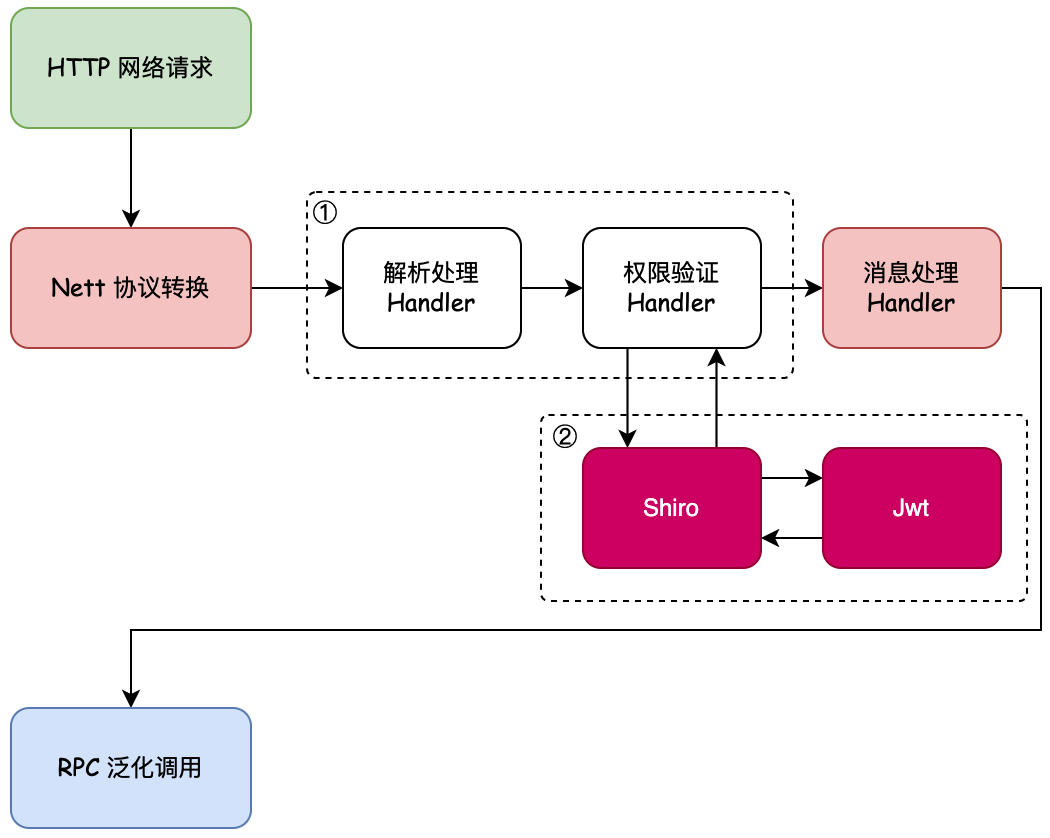 HTTP 网络请求
①
Nett 协议转换
解析处理
Handler
权限验证
Handler
消息处理
Handler
②
Shiro
Jwt
RPC 泛化调用